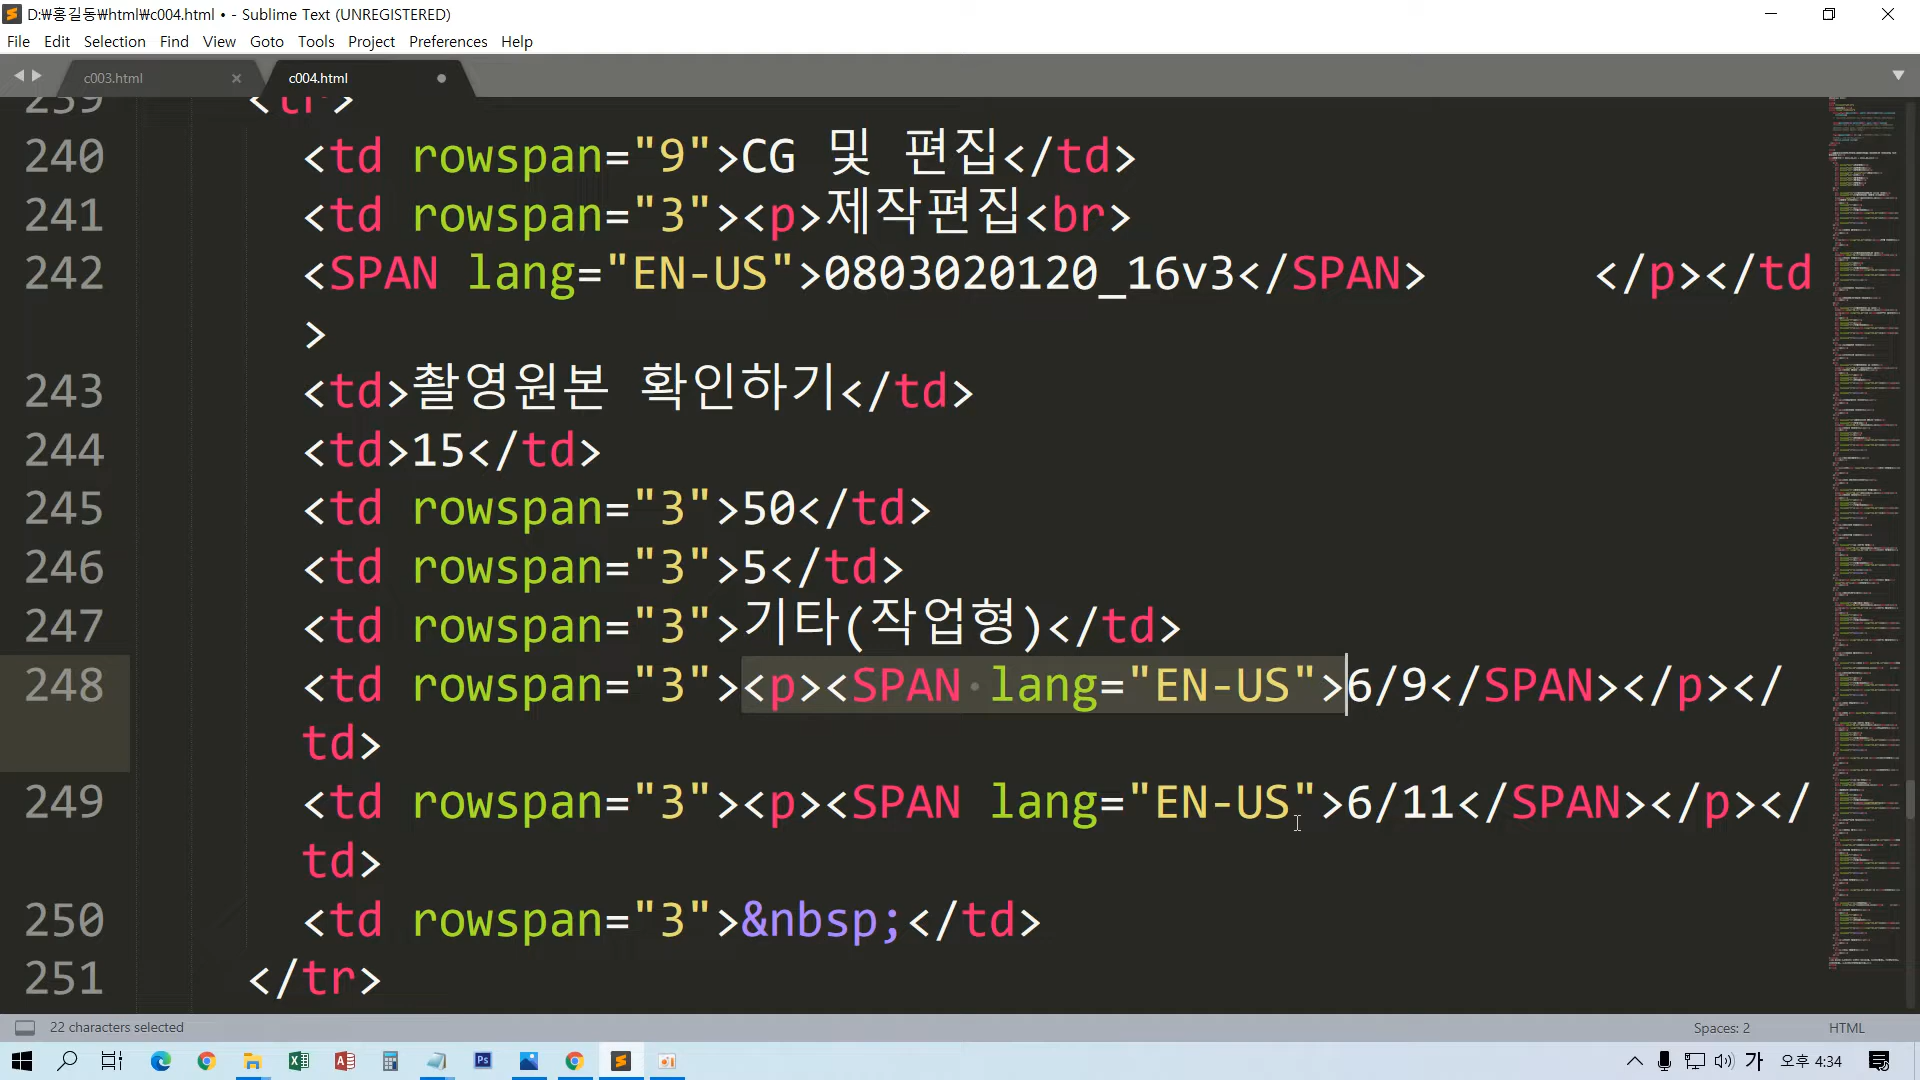 D:₩홍길동₩html₩c004.html • - Sublime Text (UNREGISTERED)
File Edit Selection Find View Goto Tools Project Preferences Help
c003.html c004.html
239 <tr>
240 <td rowspan="9">CG 및 편집</td>
241 <td rowspan="3"><p>제작편집<br>
242 <SPAN lang="EN-US">0803020120_16v3</SPAN> </p></td
>
243 <td>촬영원본 확인하기</td>
244 <td>15</td>
245 <td rowspan="3">50</td>
246 <td rowspan="3">5</td>
247 <td rowspan="3">기타(작업형)</td>
248 <td rowspan="3"><p><SPAN lang="EN-US">6/9</SPAN></p></
td>
249 <td rowspan="3"><p><SPAN lang="EN-US">6/11</SPAN></p></
td>
250 <td rowspan="3">&nbsp;</td>
251 </tr>
22 characters selected Spaces: 2 HTML
가 오후 4:34